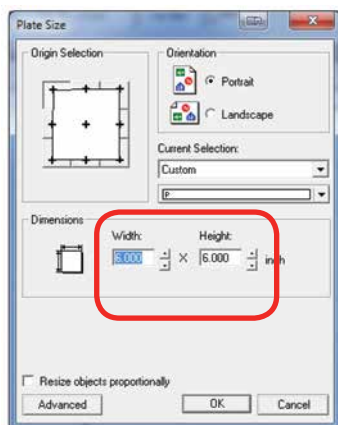 Plate Size
Origin Selection
Orientation
Portrait
Landscape
Current Selection:
Custom
P
Dimensions
Width:
Height:
6.000 X 6.000 inch
Resize objects proportionally
Advanced
OK
Cancel